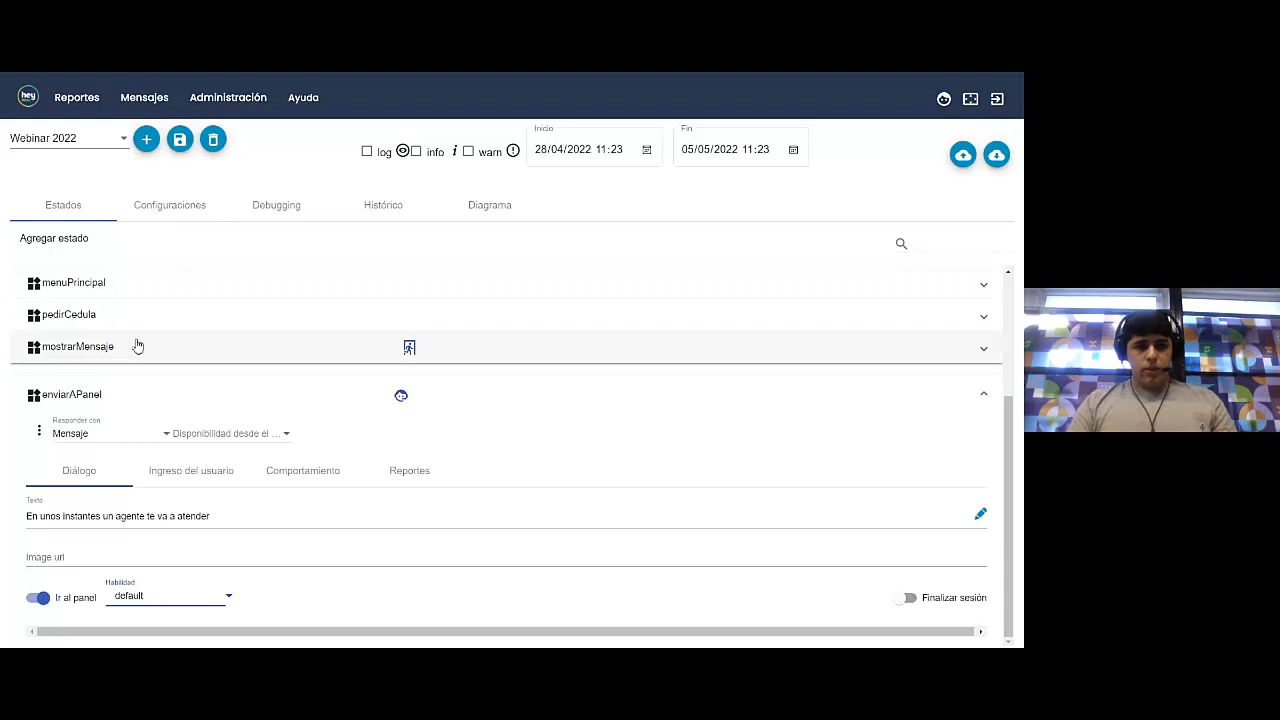 hey
Reportes
Mensajes
Administración
Ayuda
Webinar 2022
log
info
warn
Inicio
28/04/2022 11:23
Fin
05/05/2022 11:23
Estados
Configuraciones
Debugging
Histórico
Diagrama
Agregar estado
menuPrincipal
pedirCedula
mostrarMensaje
enviarAPanel
Responder con
Mensaje
Disponibilidad desde el ...
Diálogo
Ingreso del usuario
Comportamiento
Reportes
Texto
En unos instantes un agente te va a atender
Image url
Ir al panel
Habilidad
default
Finalizar sesión